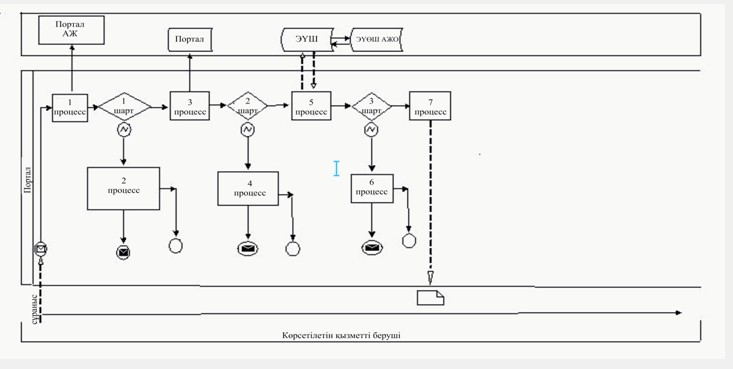 Портал
АЖ
Портал
ЭҮШ
ЭҮӨШ АЖО
1
процесс
1
шарт
3
процесс
2
шарт
5
процесс
3
шарт
7
процесс
2
процесс
4
процесс
6
процесс
Портал
сұраныс
Көрсетілетін қызметті беруші